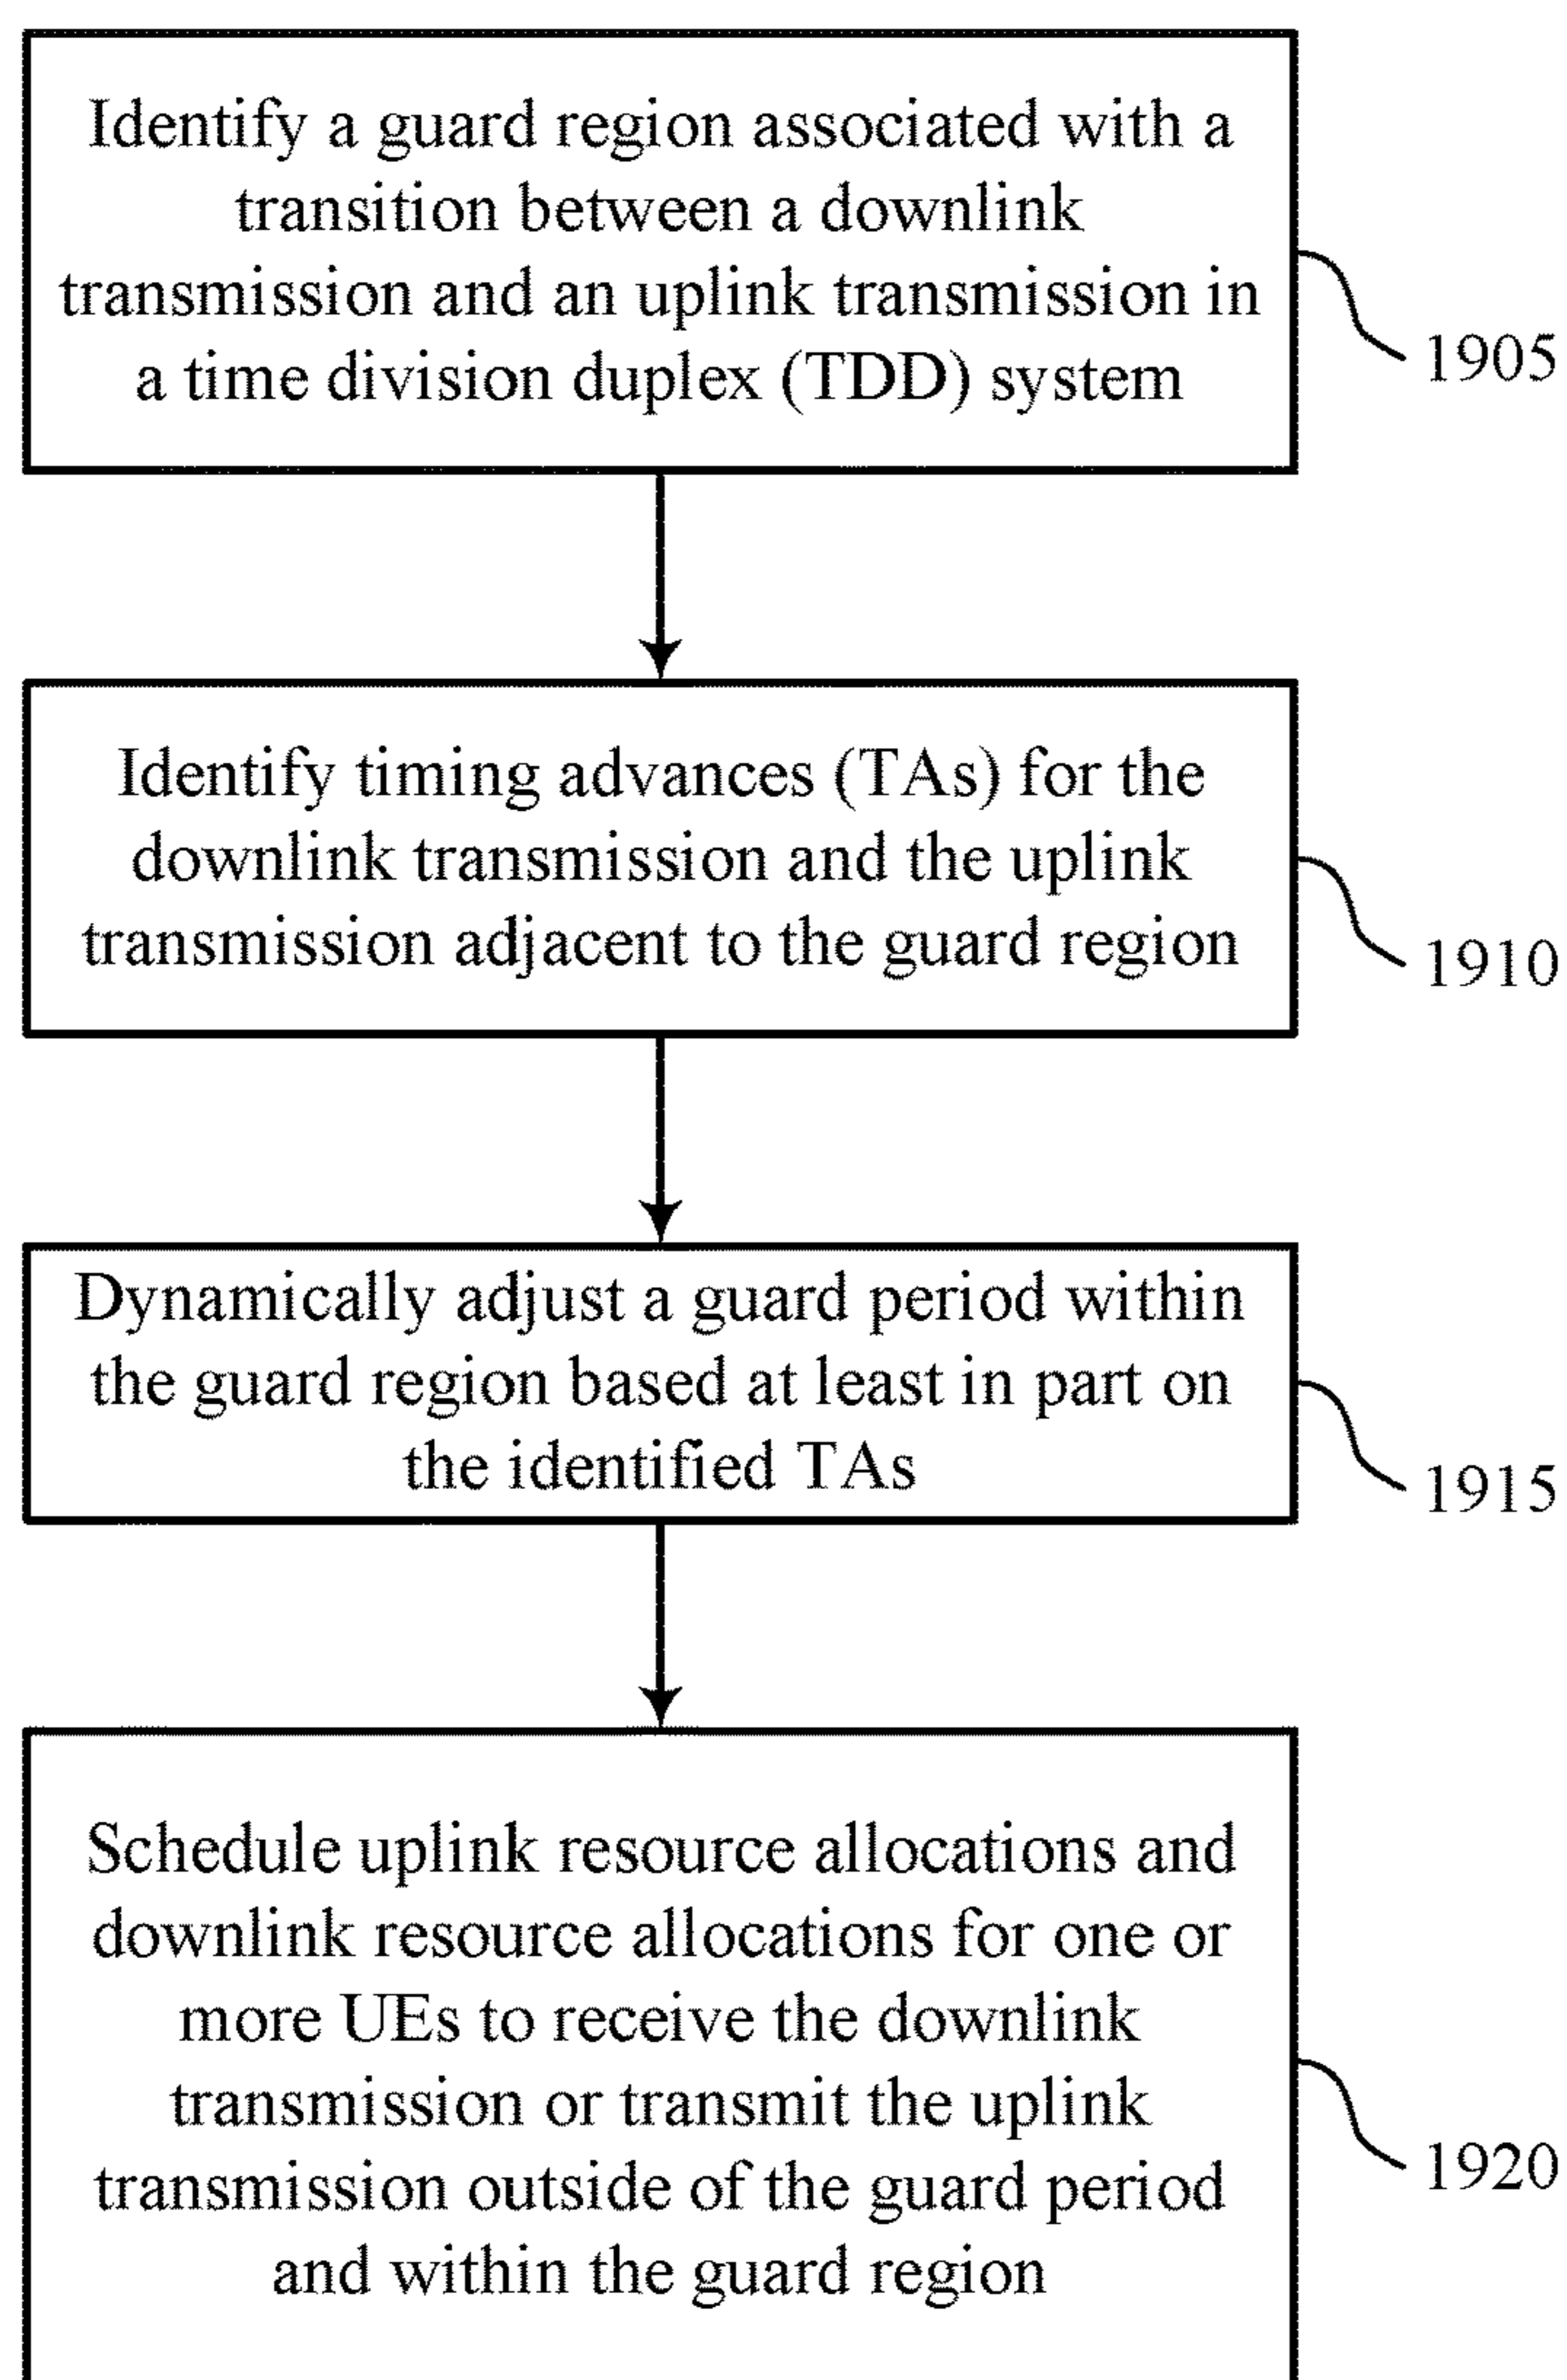 Identify a guard region associated with a
transition between a downlink
transmission and an uplink transmission in
a time division duplex (TDD) system
1905
Identify timing advances (TAs) for the
downlink transmission and the uplink
transmission adjacent to the guard region
1910
Dynamically adjust a guard period within
the guard region based at least in part on
the identified TAs
1915
Schedule uplink resource allocations and
downlink resource allocations for one or
more UEs to receive the downlink
transmission or transmit the uplink
transmission outside of the guard period
and within the guard region
1920